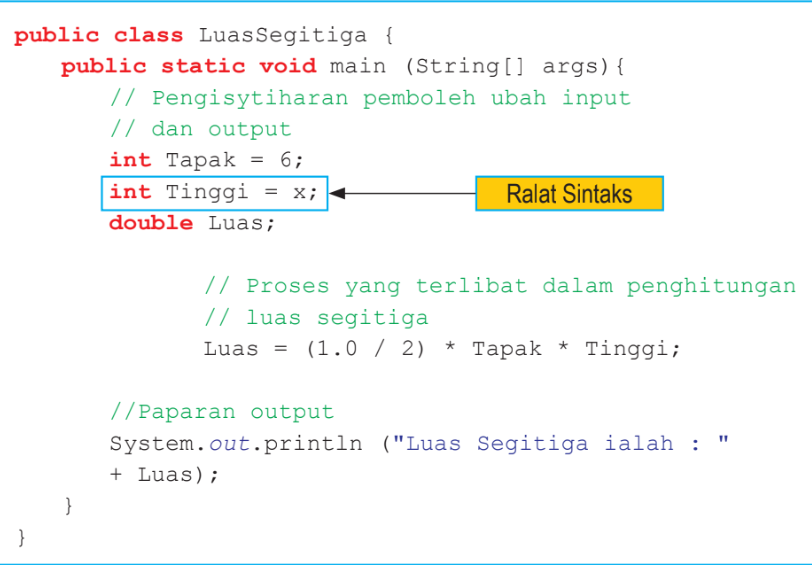 public class LuasSegitiga {
public static void main (String[] args){
// Pengisytiharan pemboleh ubah input
// dan output
int Tapak = 6;
int Tinggi = x; Ralat Sintaks
double Luas;
// Proses yang terlibat dalam penghitungan
// luas segitiga
Luas = (1.0 / 2) * Tapak * Tinggi;
//Paparan output
System.out.println ("Luas Segitiga ialah : "
+ Luas);
}
}